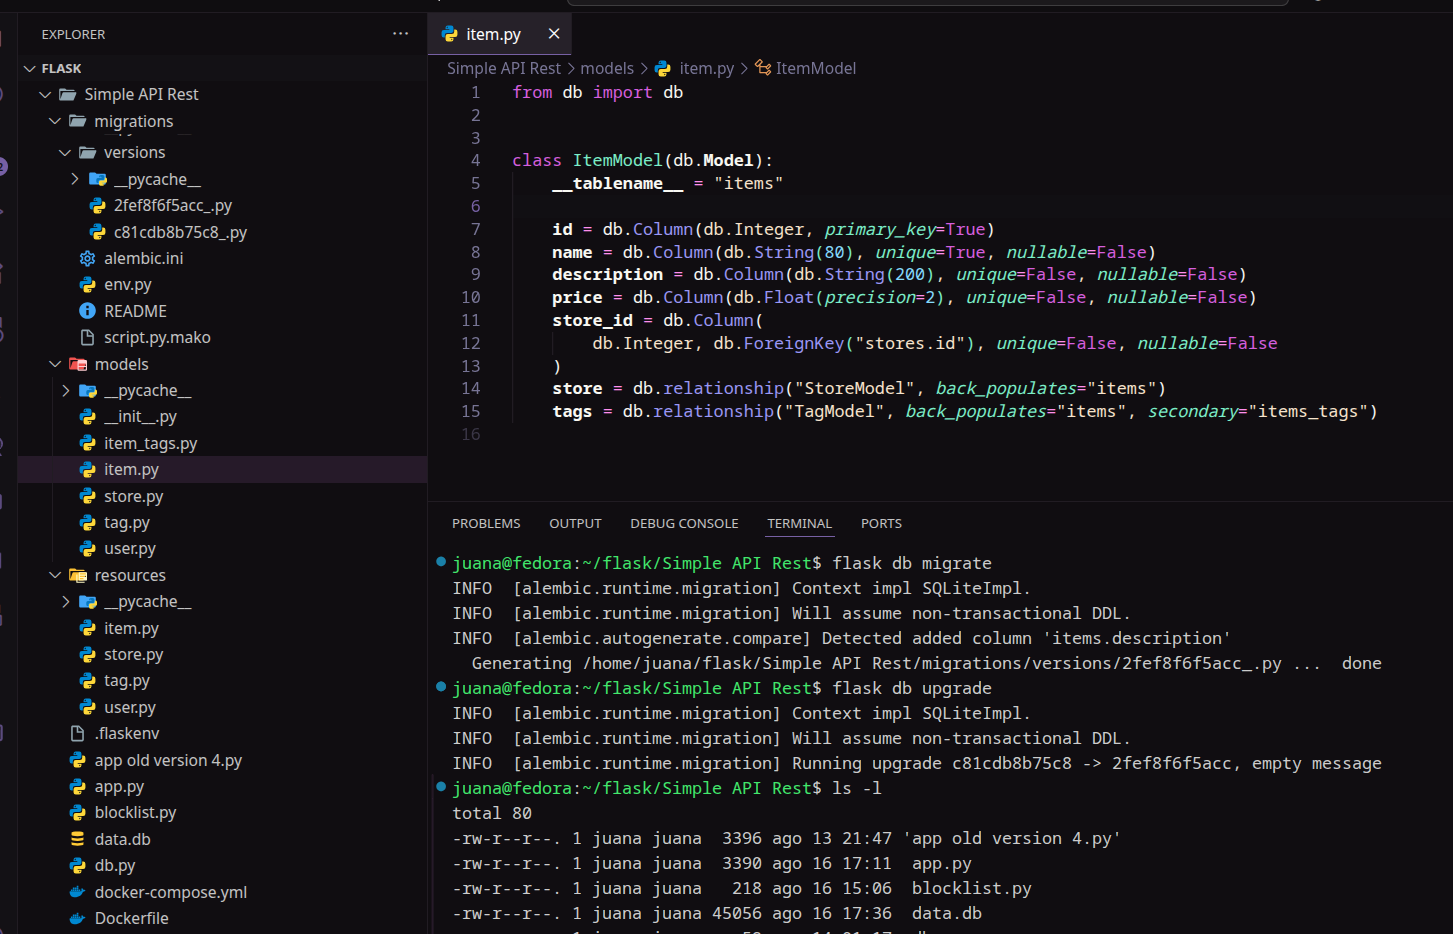 EXPLORER ...
FLASK
Simple API Rest
migrations
versions
__pycache__
2fef8f6f5acc_.py
c81cdb8b75c8_.py
alembic.ini
env.py
README
script.py.mako
models
__pycache__
__init__.py
item_tags.py
item.py
store.py
tag.py
user.py
resources
__pycache__
item.py
store.py
tag.py
user.py
.flaskenv
app old version 4.py
app.py
blocklist.py
data.db
db.py
docker-compose.yml
Dockerfile
item.py
Simple API Rest > models > item.py > ItemModel
1 from db import db
2
3
4 class ItemModel(db.Model):
5 __tablename__ = "items"
6
7 id = db.Column(db.Integer, primary_key=True)
8 name = db.Column(db.String(80), unique=True, nullable=False)
9 description = db.Column(db.String(200), unique=False, nullable=False)
10 price = db.Column(db.Float(precision=2), unique=False, nullable=False)
11 store_id = db.Column(
12 db.Integer, db.ForeignKey("stores.id"), unique=False, nullable=False
13 )
14 store = db.relationship("StoreModel", back_populates="items")
15 tags = db.relationship("TagModel", back_populates="items", secondary="items_tags")
16
PROBLEMS OUTPUT DEBUG CONSOLE TERMINAL PORTS
juana@fedora:~/flask/Simple API Rest$ flask db migrate
INFO [alembic.runtime.migration] Context impl SQLiteImpl.
INFO [alembic.runtime.migration] Will assume non-transactional DDL.
INFO [alembic.autogenerate.compare] Detected added column 'items.description'
Generating /home/juana/flask/Simple API Rest/migrations/versions/2fef8f6f5acc_.py ... done
juana@fedora:~/flask/Simple API Rest$ flask db upgrade
INFO [alembic.runtime.migration] Context impl SQLiteImpl.
INFO [alembic.runtime.migration] Will assume non-transactional DDL.
INFO [alembic.runtime.migration] Running upgrade c81cdb8b75c8 -> 2fef8f6f5acc, empty message
juana@fedora:~/flask/Simple API Rest$ ls -l
total 80
-rw-r--r--. 1 juana juana 3396 ago 13 21:47 'app old version 4.py'
-rw-r--r--. 1 juana juana 3390 ago 16 17:11 app.py
-rw-r--r--. 1 juana juana 218 ago 16 15:06 blocklist.py
-rw-r--r--. 1 juana juana 45056 ago 16 17:36 data.db